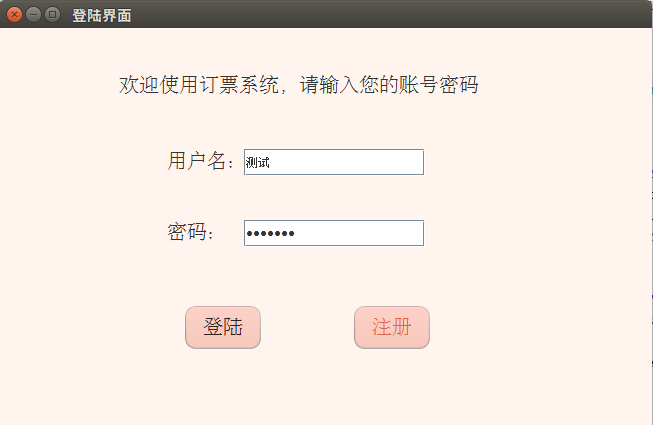 登陆界面
欢迎使用订票系统，请输入您的账号密码
用户名：测试
密码：•••••••
登陆 注册